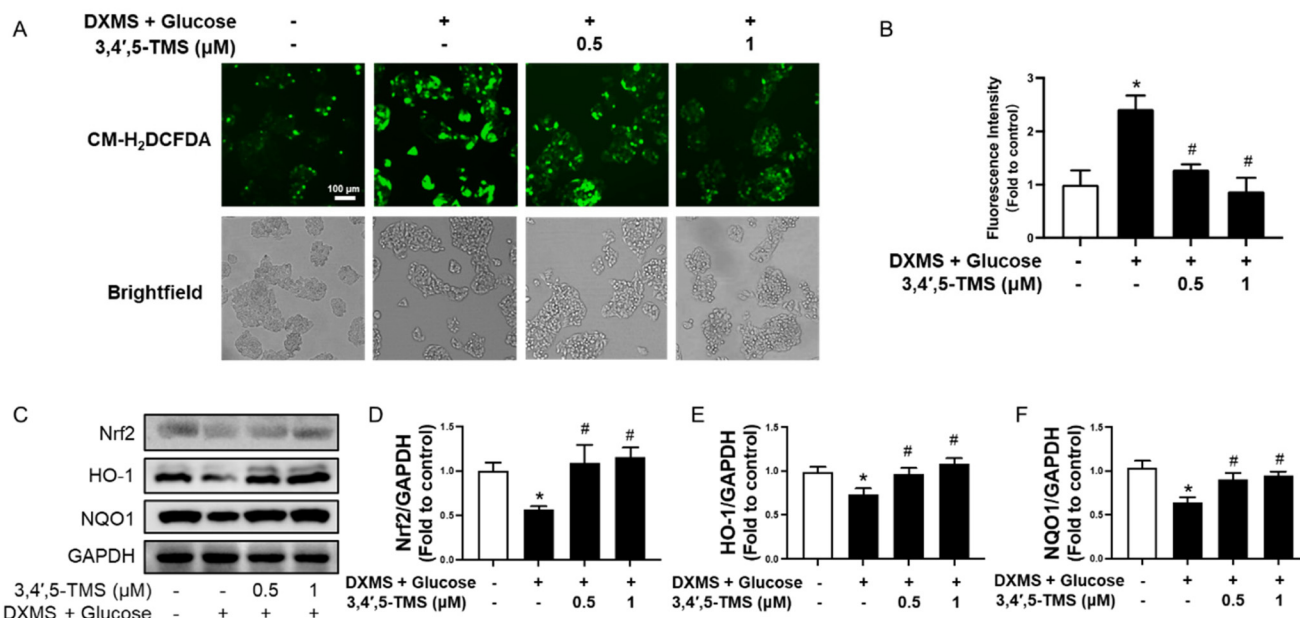 A
DXMS + Glucose - + + +
3,4′,5-TMS (μM) - - 0.5 1
CM-H₂DCFDA
100 μm
Brightfield
B
Fluorescence Intensity
(Fold to control)
3
2
1
0
DXMS + Glucose - + + +
3,4′,5-TMS (μM) - - 0.5 1
* # #
C
Nrf2
HO-1
NQO1
GAPDH
3,4′,5-TMS (μM) - - 0.5 1
DXMS + Glucose - + + +
D
Nrf2/GAPDH
(Fold to control)
1.5
1.0
0.5
0.0
* # #
DXMS + Glucose - + + +
3,4′,5-TMS (μM) - - 0.5 1
E
HO-1/GAPDH
(Fold to control)
1.5
1.0
0.5
0.0
* # #
DXMS + Glucose - + + +
3,4′,5-TMS (μM) - - 0.5 1
F
NQO1/GAPDH
(Fold to control)
1.5
1.0
0.5
0.0
* # #
DXMS + Glucose - + + +
3,4′,5-TMS (μM) - - 0.5 1